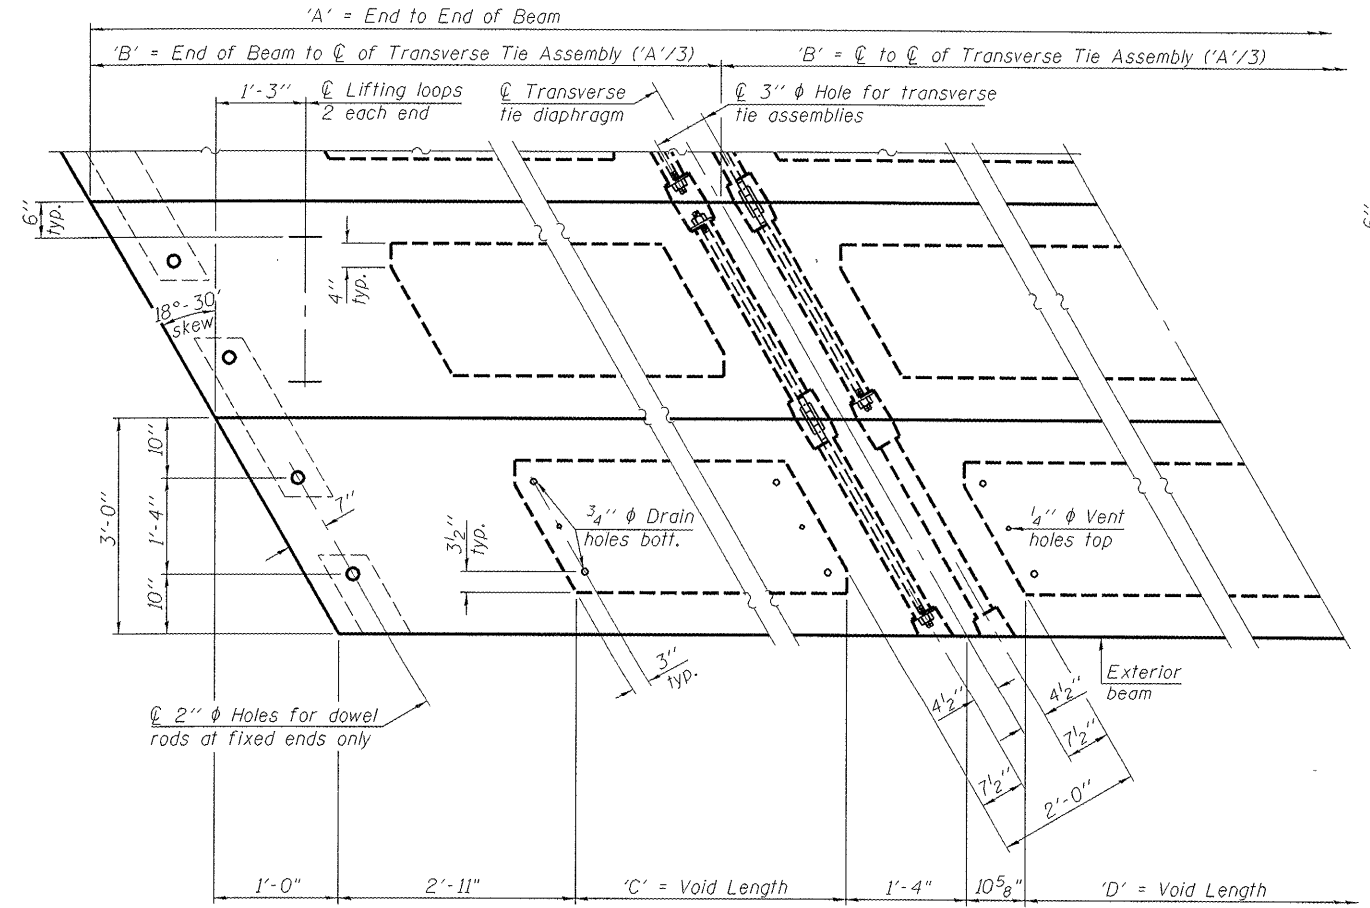 'A' = End to End of Beam
'B' = End of Beam to ℄ of Transverse Tie Assembly ('A'/3)
'B' = ℄ to ℄ of Transverse Tie Assembly ('A'/3)
1'-3"
℄ Lifting loops
2 each end
℄ Transverse
tie diaphragm
℄ 3" ϕ Hole for transverse
tie assemblies
6"
typ.
6"
4"
typ.
18°-30'
skew
3'-0"
10"
1'-4"
10"
7"
3½"
typ.
¾" ϕ Drain
holes bott.
¼" ϕ Vent
holes top
3"
typ.
Exterior
beam
4½"
4½"
7½"
7½"
2'-0"
℄ 2" ϕ Holes for dowel
rods at fixed ends only
1'-0"
2'-11"
'C' = Void Length
1'-4"
10⅝"
'D' = Void Length